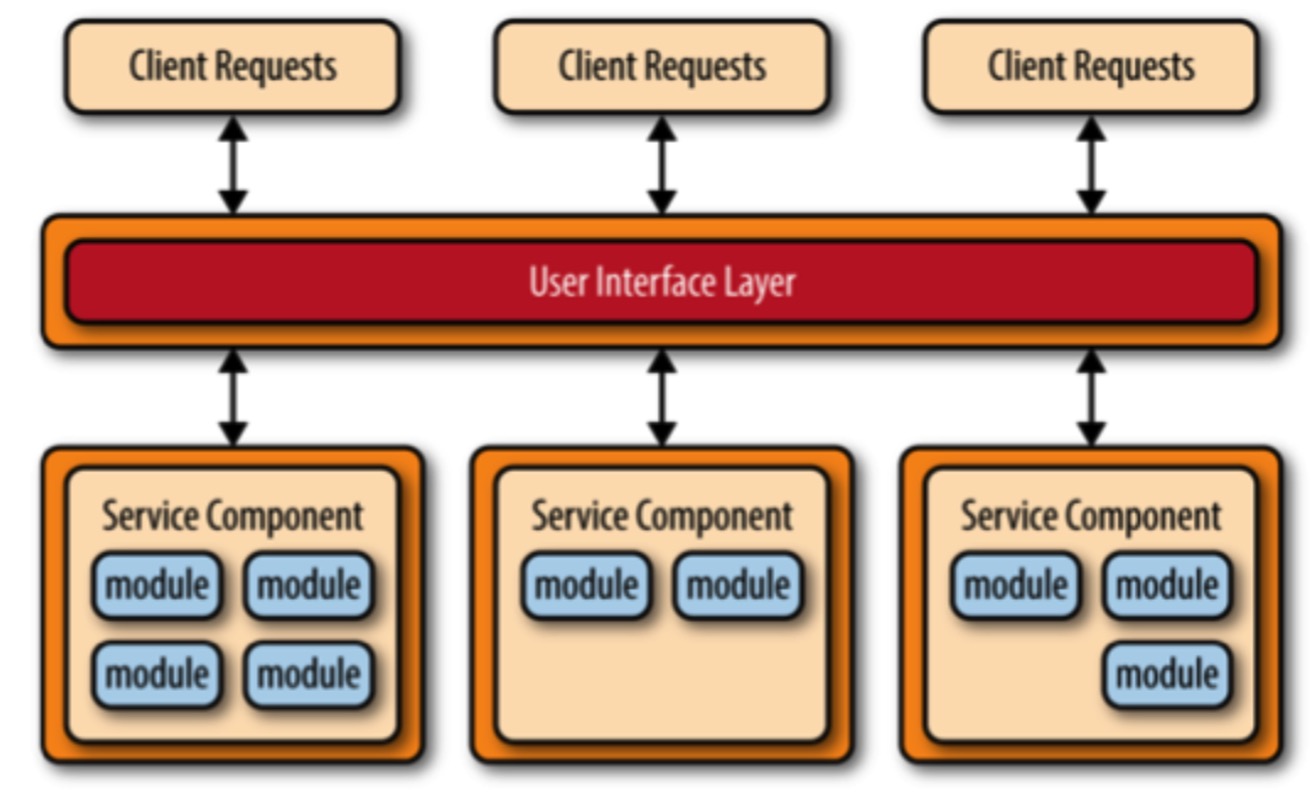 Client Requests
Client Requests
Client Requests
User Interface Layer
Service Component
module
module
module
module
Service Component
module
module
Service Component
module
module
module